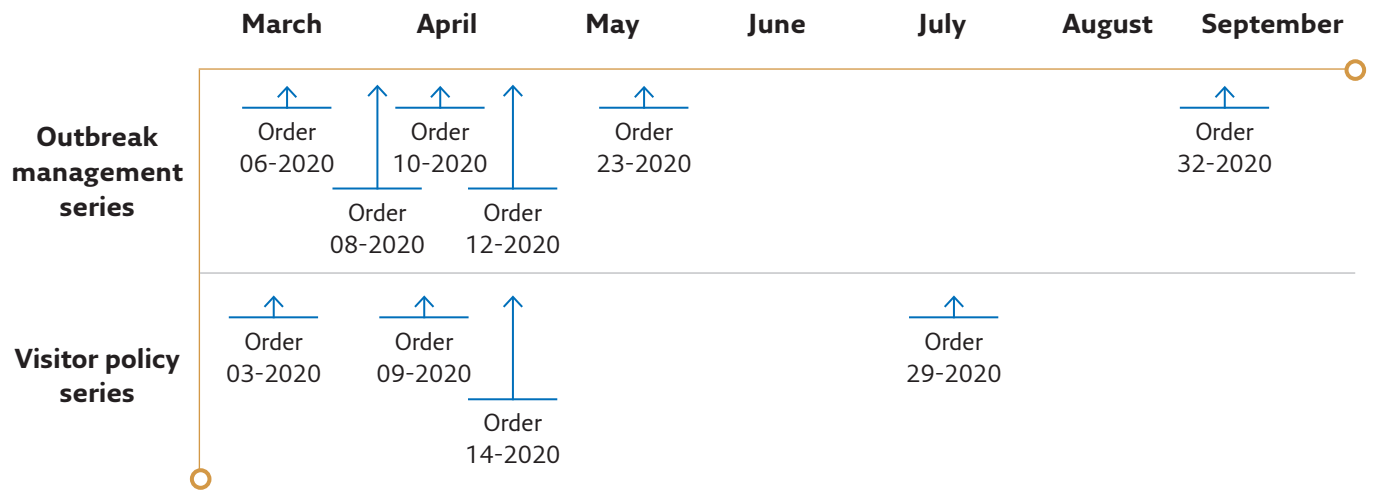 March April May June July August September
Outbreak
management
series
Order
06-2020
Order
10-2020
Order
23-2020
Order
32-2020
Order
08-2020
Order
12-2020
Visitor policy
series
Order
03-2020
Order
09-2020
Order
29-2020
Order
14-2020